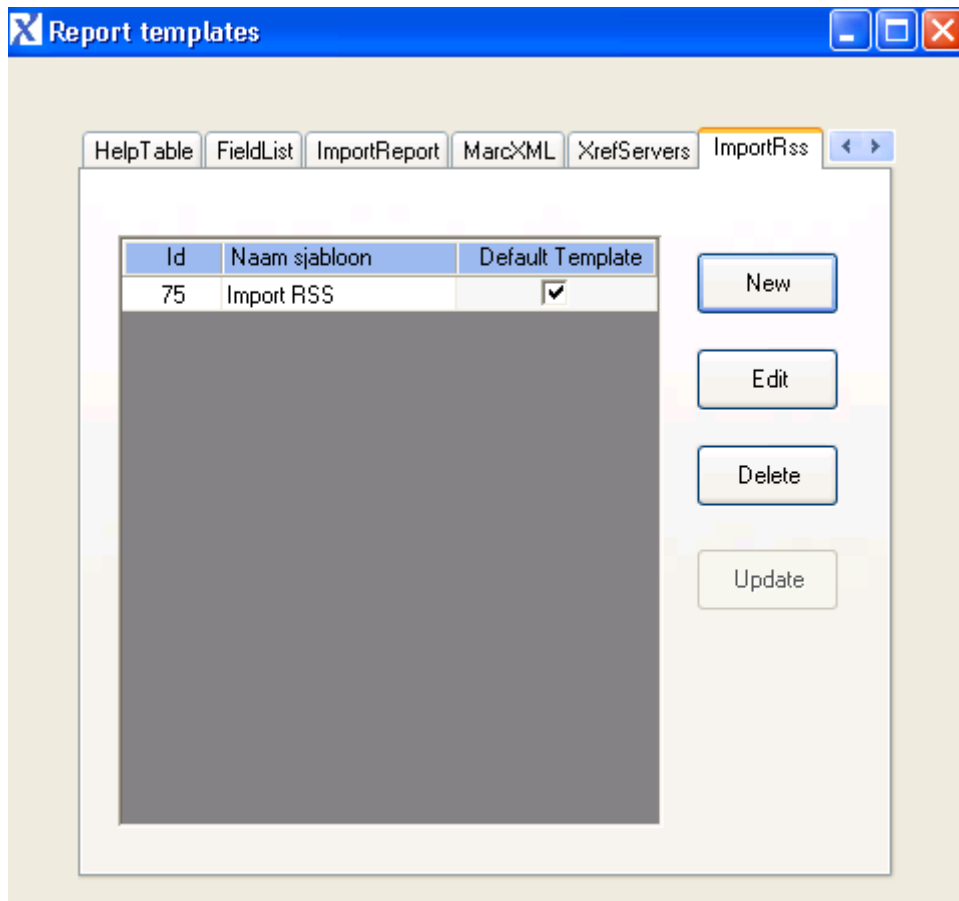 Report templates
HelpTable FieldList ImportReport MarcXML XrefServers ImportRss
Id Naam sjabloon Default Template
75 Import RSS
New
Edit
Delete
Update